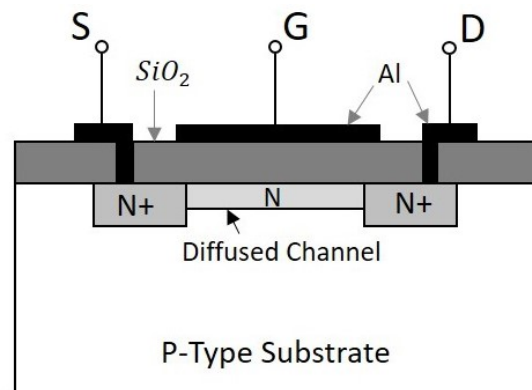 S
G
D
SiO₂
Al
N+
N
N+
Diffused Channel
P-Type Substrate